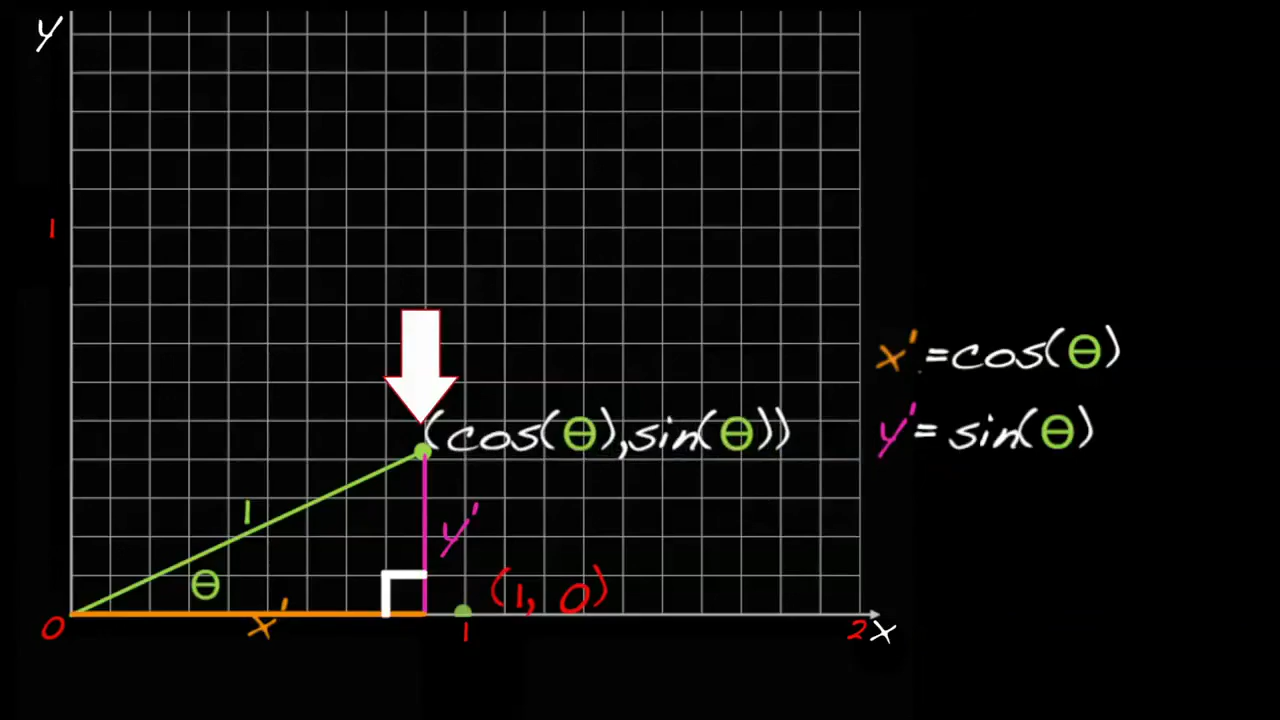 y
1
x' = cos(θ)
(cos(θ), sin(θ))
y' = sin(θ)
1
y'
θ
(1, 0)
0
x'
1
2
x